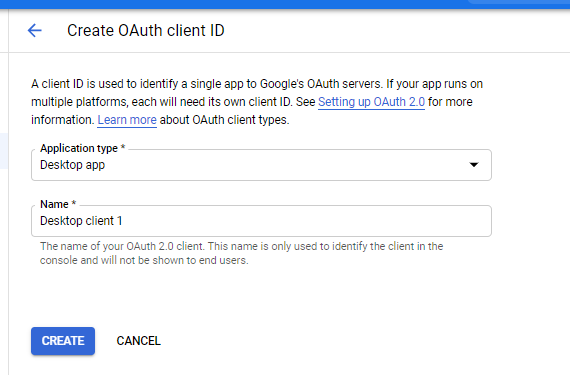 Create OAuth client ID
A client ID is used to identify a single app to Google's OAuth servers. If your app runs on
multiple platforms, each will need its own client ID. See Setting up OAuth 2.0 for more
information. Learn more about OAuth client types.
Application type *
Desktop app
Name *
Desktop client 1
The name of your OAuth 2.0 client. This name is only used to identify the client in the
console and will not be shown to end users.
CREATE CANCEL